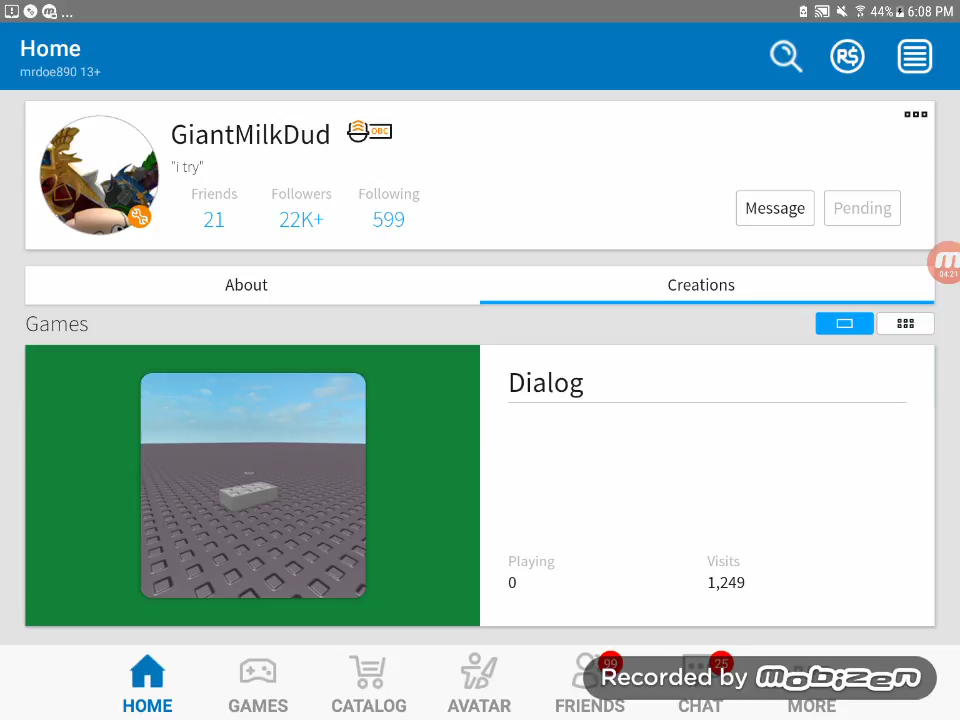 ... 44% 6:08 PM
Home
mrdoe890 13+
R$
GiantMilkDud OBC
"i try"
Friends Followers Following
21 22K+ 599
Message Pending
04:21
About Creations
Games
Dialog
Playing Visits
0 1,249
99 25
Recorded by mobizen
HOME GAMES CATALOG AVATAR FRIENDS CHAT MORE